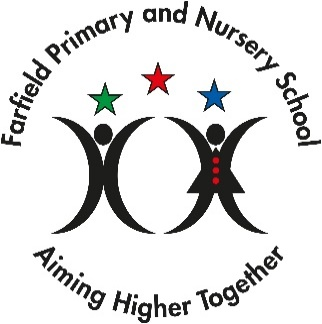 Farfield Primary and Nursery School
Aiming Higher Together